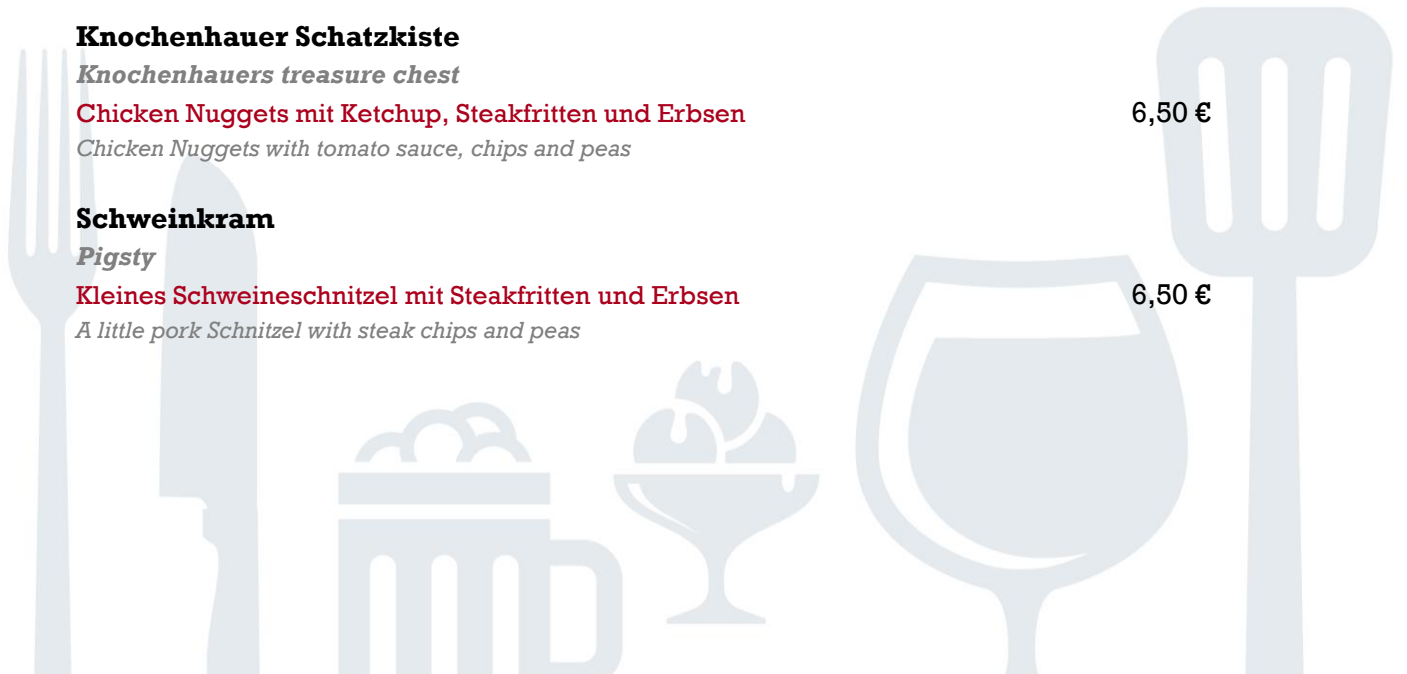 Knochenhauer Schatzkiste
Knochenhauers treasure chest
Chicken Nuggets mit Ketchup, Steakfritten und Erbsen 6,50 €
Chicken Nuggets with tomato sauce, chips and peas
Schweinkram
Pigsty
Kleines Schweineschnitzel mit Steakfritten und Erbsen 6,50 €
A little pork Schnitzel with steak chips and peas